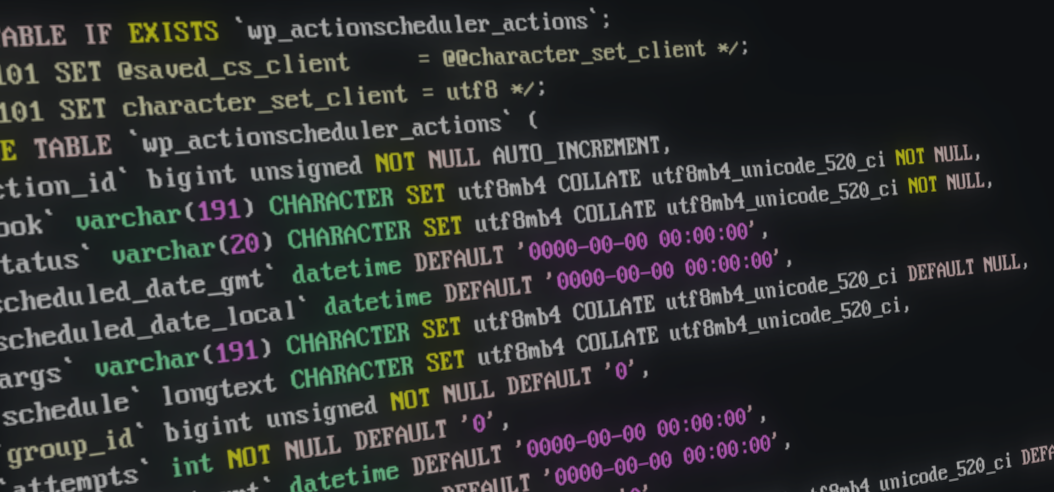 ABLE IF EXISTS `wp_actionscheduler_actions`;
101 SET @saved_cs_client     = @@character_set_client */;
101 SET character_set_client = utf8 */;
E TABLE `wp_actionscheduler_actions` (
ction_id` bigint unsigned NOT NULL AUTO_INCREMENT,
ook` varchar(191) CHARACTER SET utf8mb4 COLLATE utf8mb4_unicode_520_ci NOT NULL,
tatus` varchar(20) CHARACTER SET utf8mb4 COLLATE utf8mb4_unicode_520_ci NOT NULL,
scheduled_date_gmt` datetime DEFAULT '0000-00-00 00:00:00',
scheduled_date_local` datetime DEFAULT '0000-00-00 00:00:00',
args` varchar(191) CHARACTER SET utf8mb4 COLLATE utf8mb4_unicode_520_ci DEFAULT NULL,
schedule` longtext CHARACTER SET utf8mb4 COLLATE utf8mb4_unicode_520_ci,
`group_id` bigint unsigned NOT NULL DEFAULT '0',
`attempts` int NOT NULL DEFAULT '0',
datetime DEFAULT '0000-00-00 00:00:00',
DEFAULT '0000-00-00 00:00:00',
unicode_520_ci DEFA